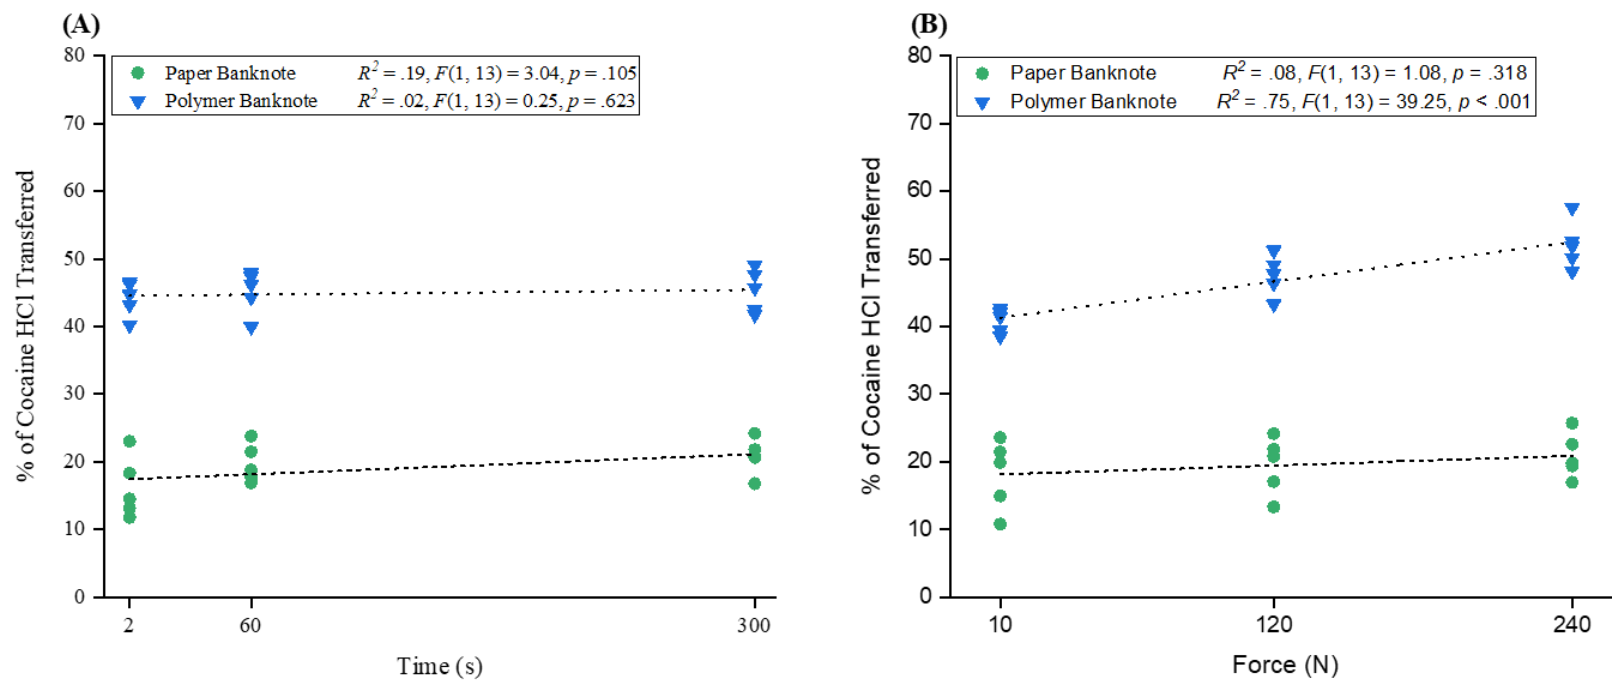 (A)
Paper Banknote R² = .19, F(1, 13) = 3.04, p = .105
Polymer Banknote R² = .02, F(1, 13) = 0.25, p = .623
% of Cocaine HCl Transferred
80
70
60
50
40
30
20
10
0
2 60 300
Time (s)
(B)
Paper Banknote R² = .08, F(1, 13) = 1.08, p = .318
Polymer Banknote R² = .75, F(1, 13) = 39.25, p < .001
% of Cocaine HCl Transferred
80
70
60
50
40
30
20
10
0
10 120 240
Force (N)